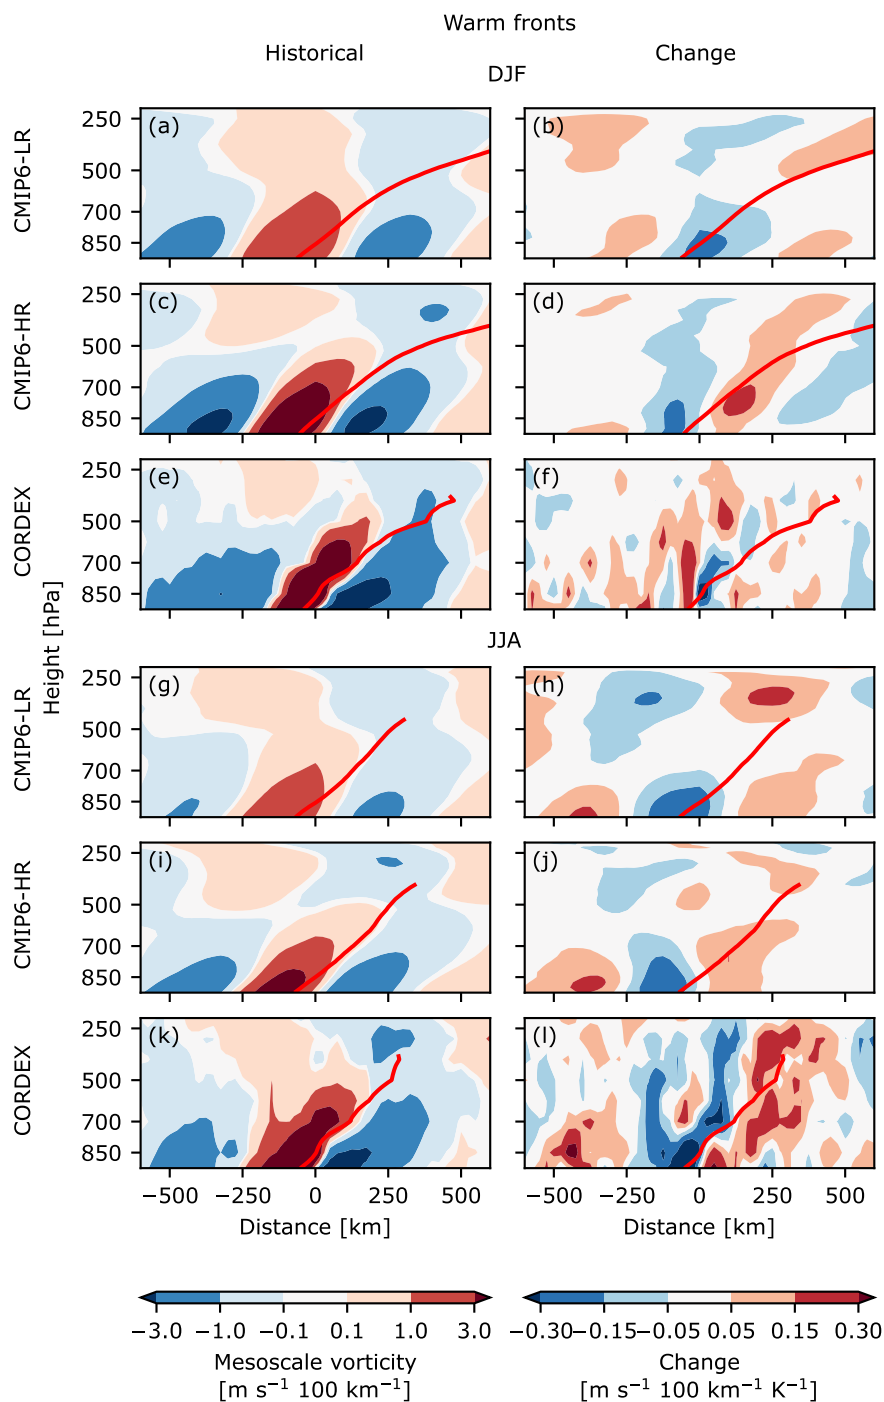 Warm fronts
Historical Change
DJF
CMIP6-LR
250
500
700
850
(a)
(b)
CMIP6-HR
250
500
700
850
(c)
(d)
CORDEX
250
500
700
850
(e)
(f)
Height [hPa]
JJA
CMIP6-LR
250
500
700
850
(g)
(h)
CMIP6-HR
250
500
700
850
(i)
(j)
CORDEX
250
500
700
850
(k)
(l)
−500 −250 0 250 500 −500 −250 0 250 500
Distance [km] Distance [km]
−3.0 −1.0 −0.1 0.1 1.0 3.0 −0.30 −0.15 −0.05 0.05 0.15 0.30
Mesoscale vorticity Change
[m s⁻¹ 100 km⁻¹] [m s⁻¹ 100 km⁻¹ K⁻¹]